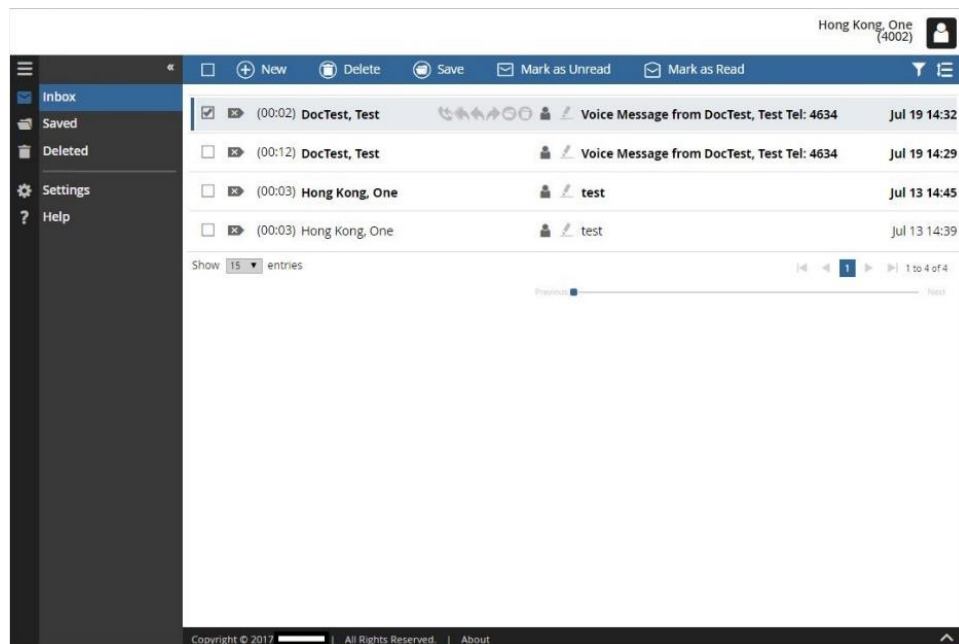 Hong Kong, One
(4002)
«
New Delete Save Mark as Unread Mark as Read
Inbox
Saved
Deleted
Settings
? Help
(00:02) DocTest, Test Voice Message from DocTest, Test Tel: 4634 Jul 19 14:32
(00:12) DocTest, Test Voice Message from DocTest, Test Tel: 4634 Jul 19 14:29
(00:03) Hong Kong, One test Jul 13 14:45
(00:03) Hong Kong, One test Jul 13 14:39
Show 15 entries 1 1 to 4 of 4
Previous Next
Copyright © 2017 | All Rights Reserved. | About